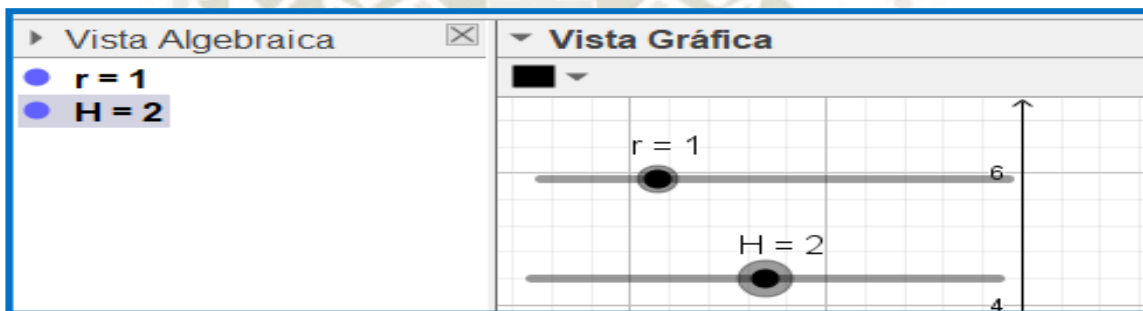 Vista Algebraica
r = 1
H = 2
Vista Gráfica
r = 1
6
H = 2
4